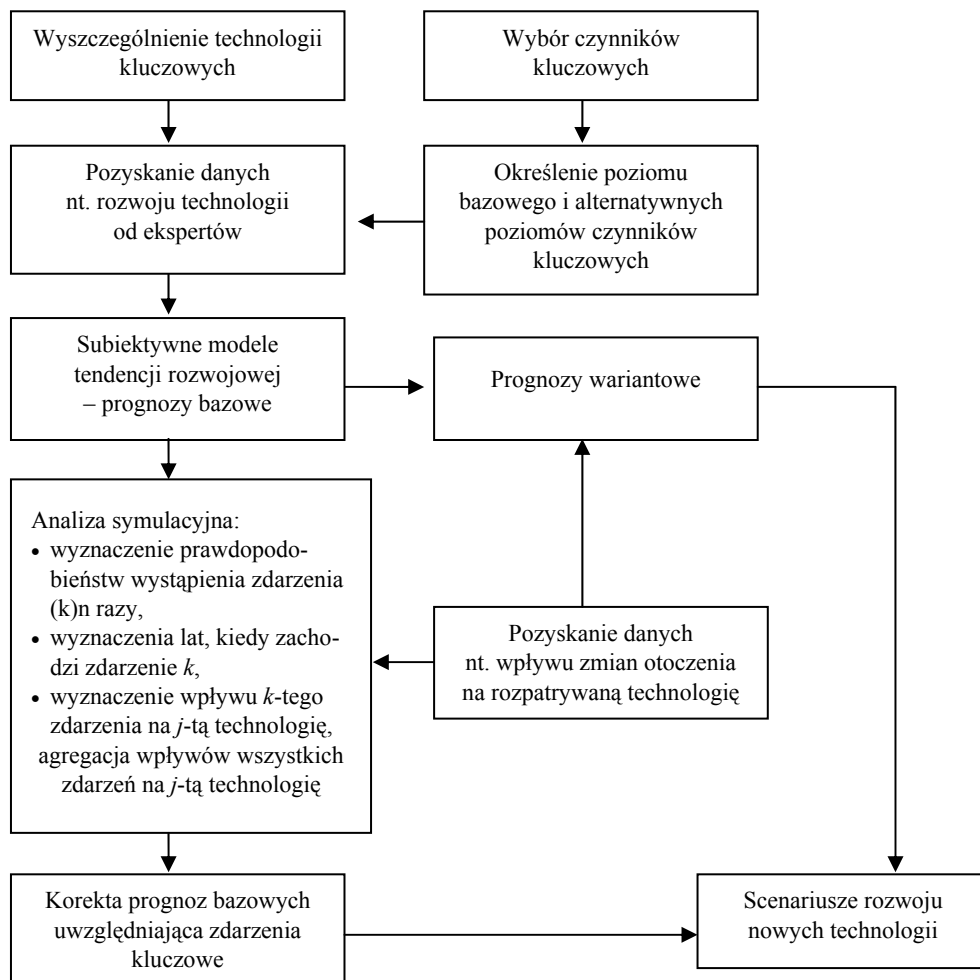 Wyszczególnienie technologii
kluczowych
Wybór czynników
kluczowych
Pozyskanie danych
nt. rozwoju technologii
od ekspertów
Określenie poziomu
bazowego i alternatywnych
poziomów czynników
kluczowych
Subiektywne modele
tendencji rozwojowej
– prognozy bazowe
Prognozy wariantowe
Analiza symulacyjna:
• wyznaczenie prawdopodo-
bieństw wystąpienia zdarzenia
(k)n razy,
• wyznaczenia lat, kiedy zacho-
dzi zdarzenie k,
• wyznaczenie wpływu k-tego
zdarzenia na j-tą technologię,
agregacja wpływów wszystkich
zdarzeń na j-tą technologię
Pozyskanie danych
nt. wpływu zmian otoczenia
na rozpatrywaną technologię
Korekta prognoz bazowych
uwzględniająca zdarzenia
kluczowe
Scenariusze rozwoju
nowych technologii